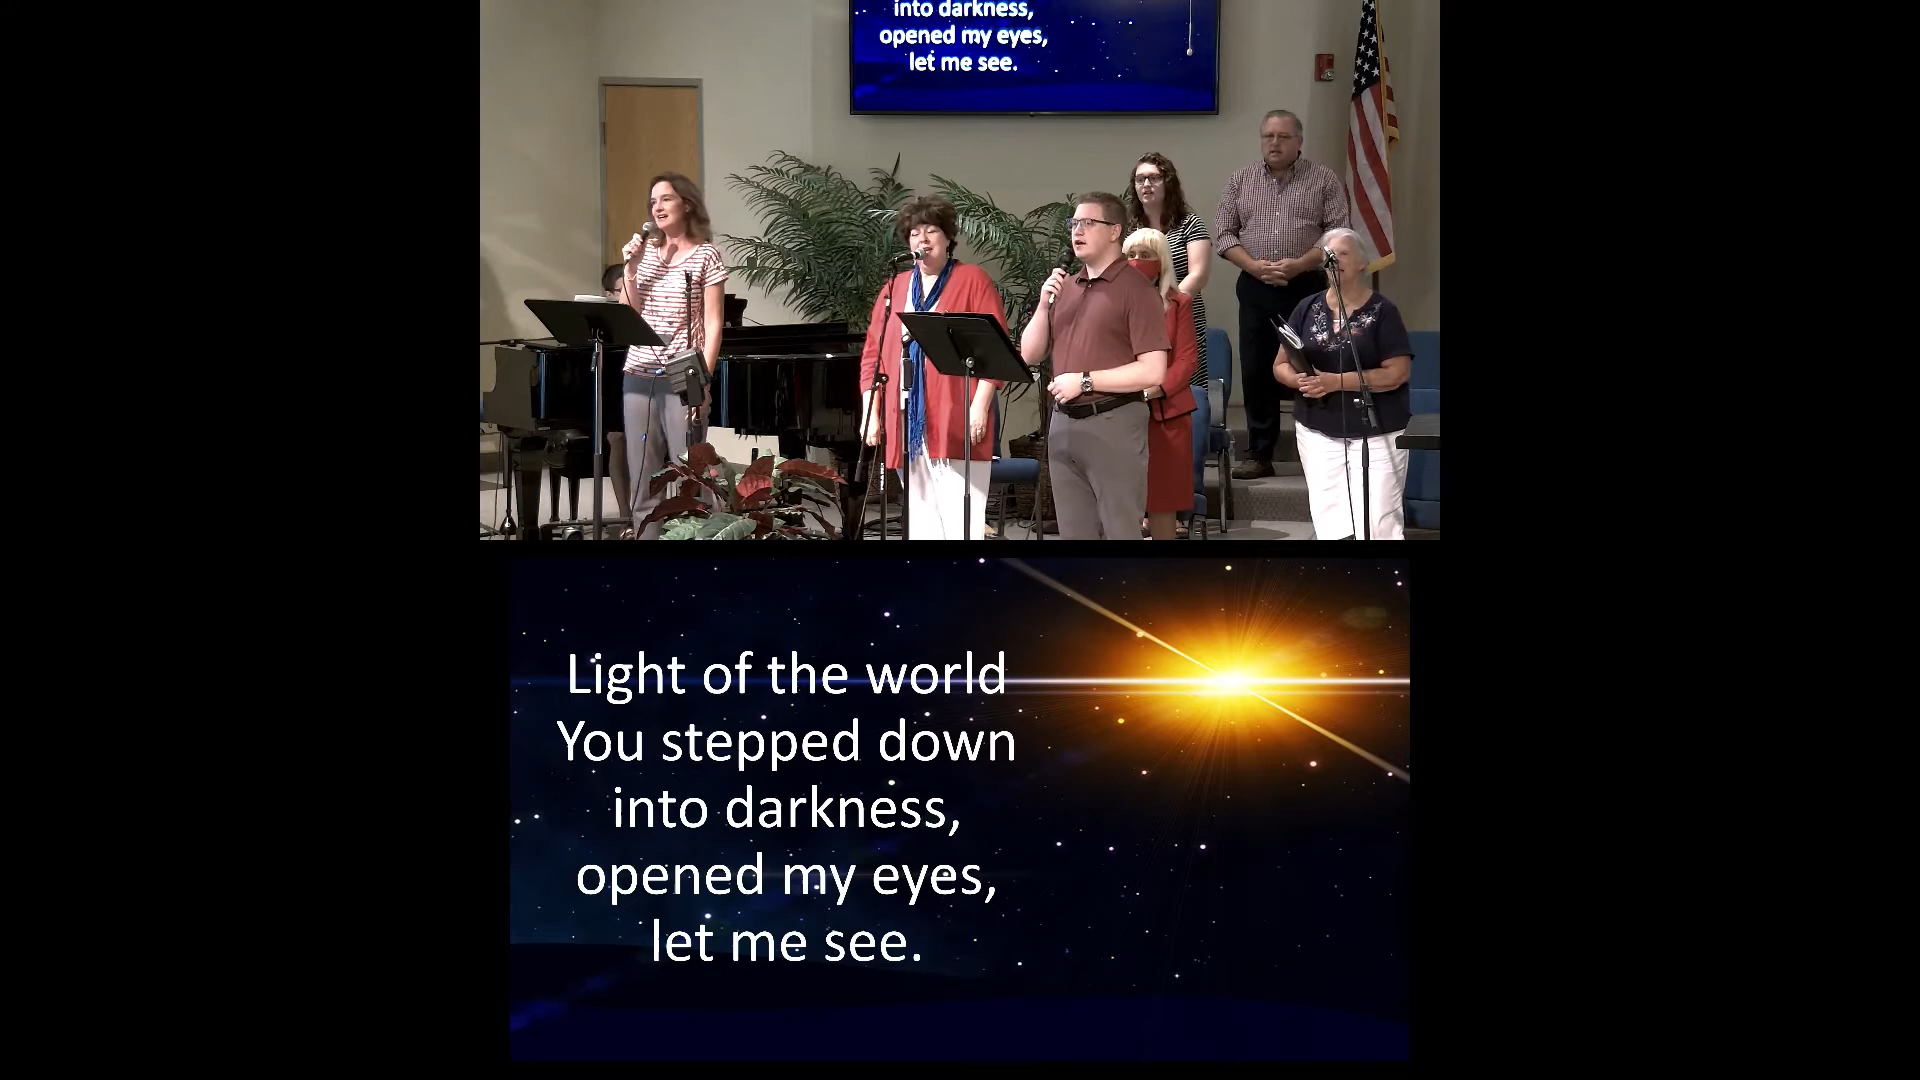 into darkness,
opened my eyes,
let me see.
Light of the world
You stepped down
into darkness,
opened my eyes,
let me see.